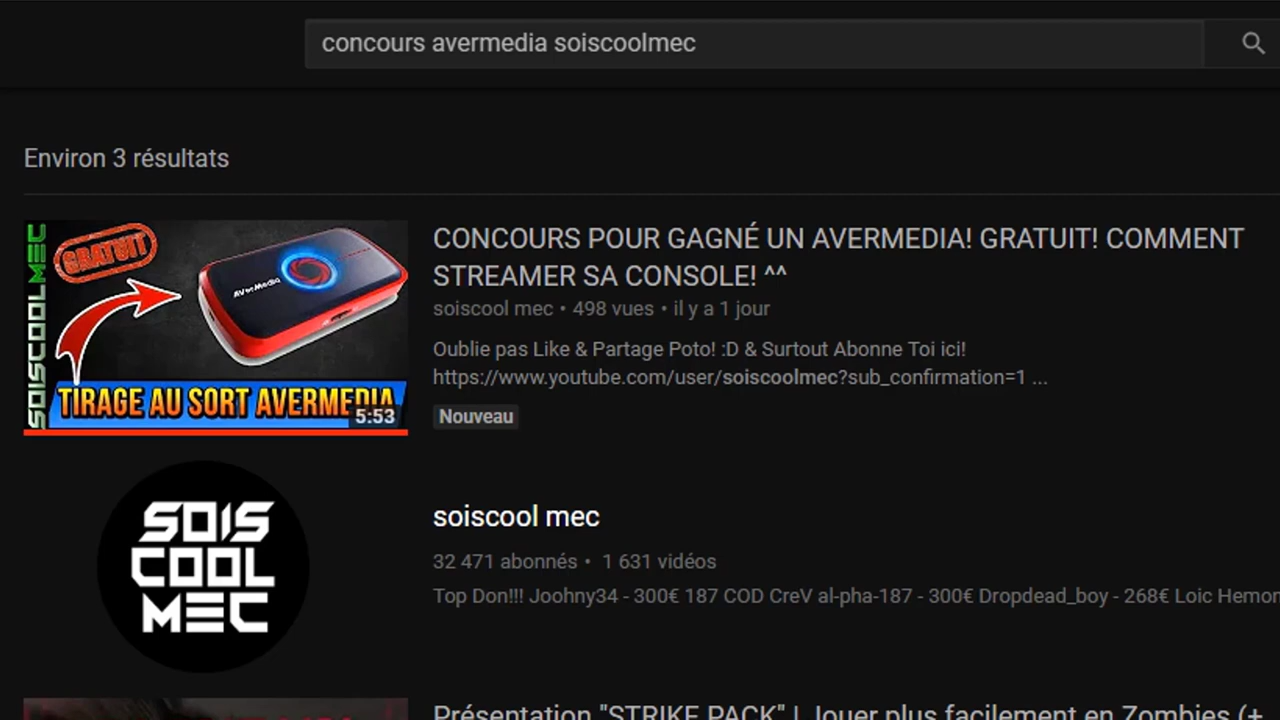 concours avermedia soiscoolmec
Environ 3 résultats
SOISCOOLMEC
GRATUIT
AVerMedia
TIRAGE AU SORT AVERMEDIA
5:53
CONCOURS POUR GAGNÉ UN AVERMEDIA! GRATUIT! COMMENT
STREAMER SA CONSOLE! ^^
soiscool mec • 498 vues • il y a 1 jour
Oublie pas Like & Partage Poto! :D & Surtout Abonne Toi ici!
https://www.youtube.com/user/soiscoolmec?sub_confirmation=1 ...
Nouveau
SOIS
COOL
MEC
soiscool mec
32 471 abonnés • 1 631 vidéos
Top Don!!! Joohny34 - 300€ 187 COD CreV al-pha-187 - 300€ Dropdead_boy - 268€ Loic Hemon
Présentation "STRIKE PACK" | Jouer plus facilement en Zombies (+